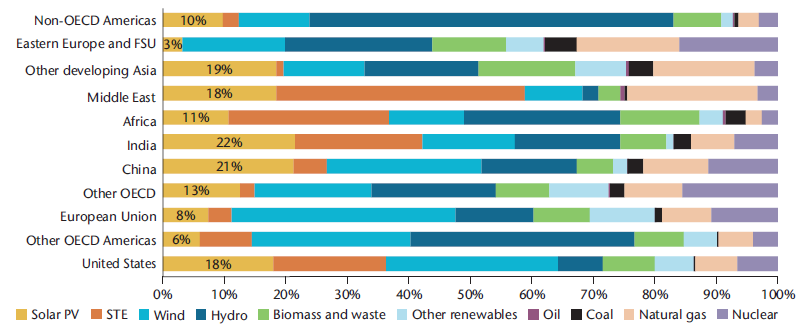 Non-OECD Americas 10%
Eastern Europe and FSU 3%
Other developing Asia 19%
Middle East 18%
Africa 11%
India 22%
China 21%
Other OECD 13%
European Union 8%
Other OECD Americas 6%
United States 18%
0% 10% 20% 30% 40% 50% 60% 70% 80% 90% 100%
Solar PV STE Wind Hydro Biomass and waste Other renewables Oil Coal Natural gas Nuclear